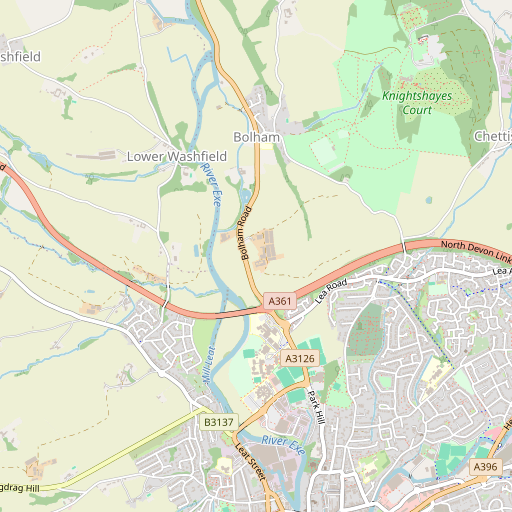 shfield
Knightshayes
Court
Bolham
Chettis
Lower Washfield
River Exe
Bolham Road
North Devon Link
Lea A
Lea Road
A361
Mill Leat
A3126
Park Hill
B3137
River Exe
Leat Street
A396
gdrag Hill